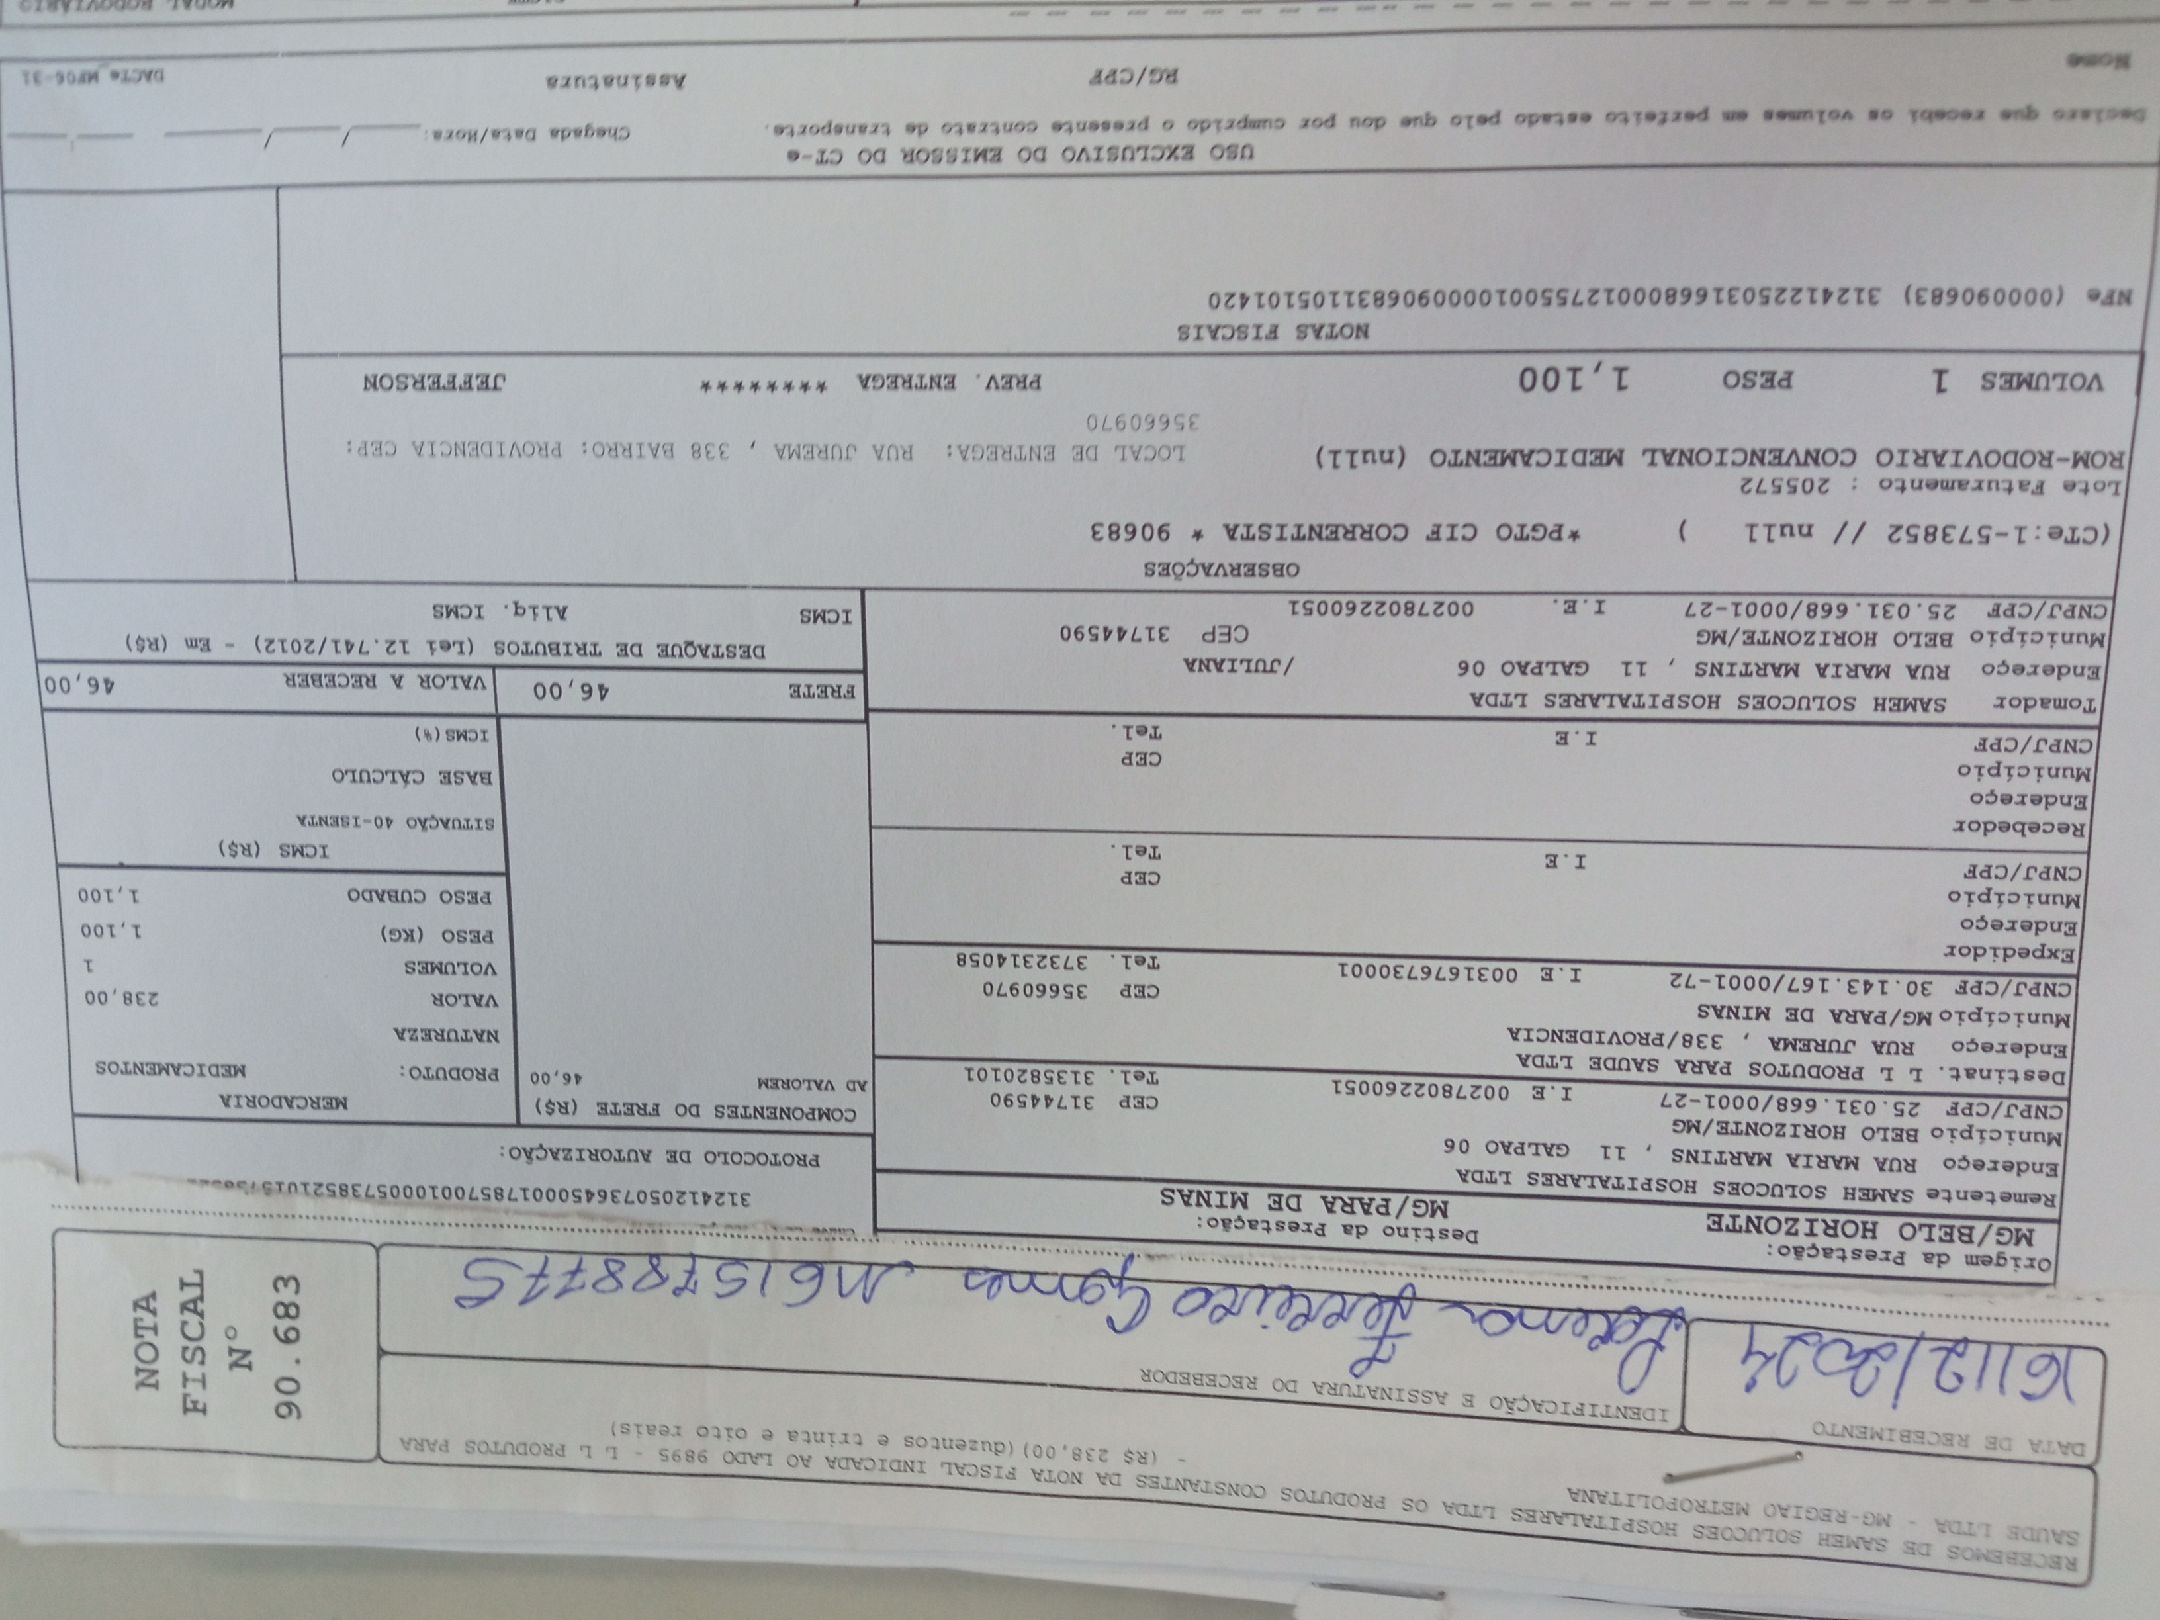 RECEBEMOS DE SAMEH SOLUCOES HOSPITALARES LTDA OS PRODUTOS CONSTANTES DA NOTA FISCAL INDICADA AO LADO 9895 - L L PRODUTOS PARA
SAUDE LTDA - MG-REGIAO METROPOLITANA - (R$ 238,00) (duzentos e trinta e oito reais)
DATA DE RECEBIMENTO
16/12/2024
IDENTIFICAÇÃO E ASSINATURA DO RECEBEDOR
Lorena Ferreira Gomes MG15788775
NOTA
FISCAL
Nº
90.683
Origem da Prestação:
MG/BELO HORIZONTE
Destino da Prestação:
MG/PARA DE MINAS
Remetente SAMEH SOLUCOES HOSPITALARES LTDA
Endereço RUA MARIA MARTINS , 11 GALPAO 06
Município BELO HORIZONTE/MG CEP 31744590
CNPJ/CPF 25.031.668/0001-27 I.E 0027802260051 Tel. 3135820101
Destinat. L L PRODUTOS PARA SAUDE LTDA
Endereço RUA JUREMA , 338/PROVIDENCIA
Município MG/PARA DE MINAS CEP 35660970
CNPJ/CPF 30.143.167/0001-72 I.E 0031676730001 Tel. 3732314058
Expedidor
Endereço
Município CEP
CNPJ/CPF I.E Tel.
Recebedor
Endereço
Município CEP
CNPJ/CPF I.E Tel.
Tomador SAMEH SOLUCOES HOSPITALARES LTDA
Endereço RUA MARIA MARTINS , 11 GALPAO 06 /JULIANA
Município BELO HORIZONTE/MG CEP 31744590
CNPJ/CPF 25.031.668/0001-27 I.E. 0027802260051
PROTOCOLO DE AUTORIZAÇÃO:
COMPONENTES DO FRETE (R$)
AD VALOREM 46,00
MERCADORIA
PRODUTO: MEDICAMENTOS
NATUREZA
VALOR 238,00
VOLUMES 1
PESO (KG) 1,100
PESO CUBADO 1,100
ICMS (R$)
SITUAÇÃO 40-ISENTA
BASE CÁLCULO
ICMS(%)
FRETE 46,00 VALOR A RECEBER 46,00
DESTAQUE DE TRIBUTOS (Lei 12.741/2012) - Em (R$)
ICMS Aliq. ICMS
OBSERVAÇÕES
(CTe:1-573852 // null ) *PGTO CIF CORRENTISTA * 90683
Lote Faturamento : 205572
ROM-RODOVIARIO CONVENCIONAL MEDICAMENTO (null) LOCAL DE ENTREGA: RUA JUREMA , 338 BAIRRO: PROVIDENCIA CEP:
35660970
VOLUMES 1 PESO 1,100 PREV. ENTREGA ******** JEFFERSON
NOTAS FISCAIS
NFe (000090683) 31241225031668000127550010000906831105101420
USO EXCLUSIVO DO EMISSOR DO CT-e
Declaro que recebi os volumes em perfeito estado pelo que dou por cumprido o presente contrato de transporte. Chegada Data/Hora: / /
Nome RG/CPF Assinatura DACTe MF06-31
MODAL RODOVIÁRIO